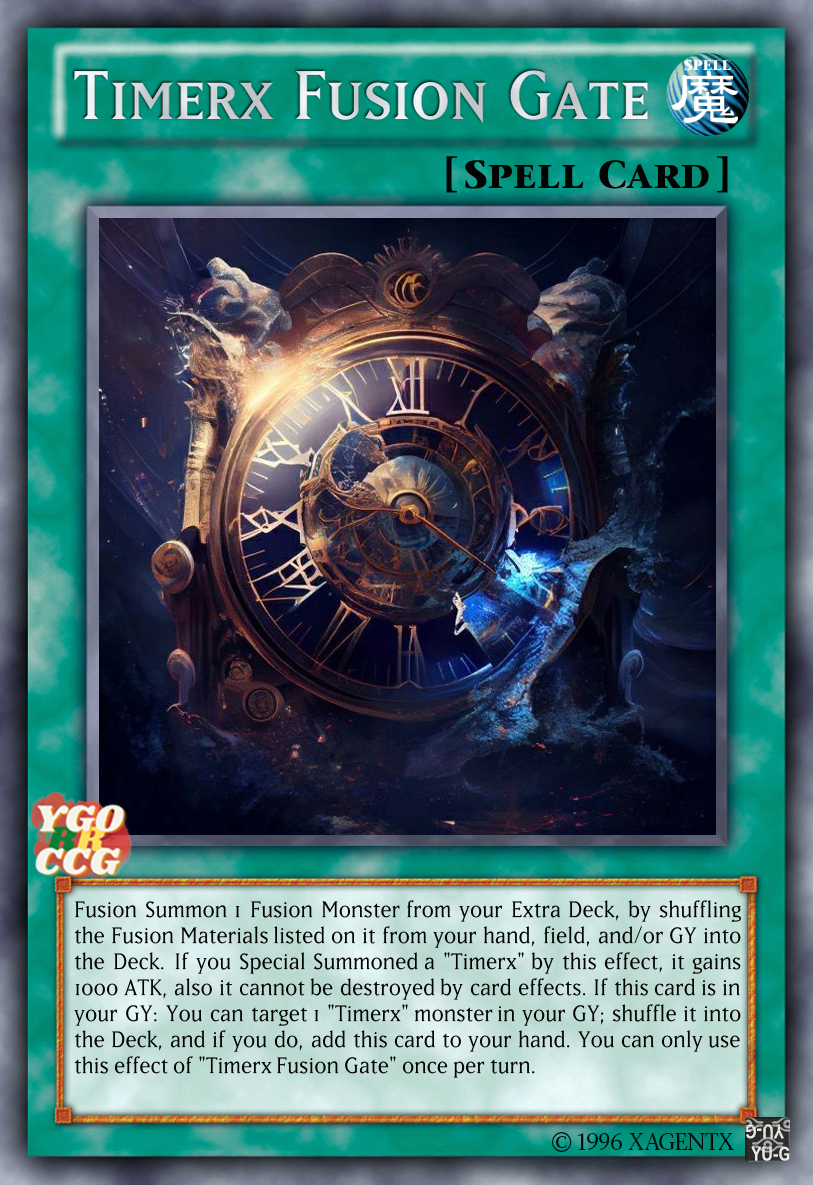 Timerx Fusion Gate
SPELL
魔
[Spell Card]
XII
YGO
BR
CCG
Fusion Summon 1 Fusion Monster from your Extra Deck, by shuffling
the Fusion Materials listed on it from your hand, field, and/or GY into
the Deck. If you Special Summoned a "Timerx" by this effect, it gains
1000 ATK, also it cannot be destroyed by card effects. If this card is in
your GY: You can target 1 "Timerx" monster in your GY; shuffle it into
the Deck, and if you do, add this card to your hand. You can only use
this effect of "Timerx Fusion Gate" once per turn.
© 1996 XAGENTX
YU-G
YU-G